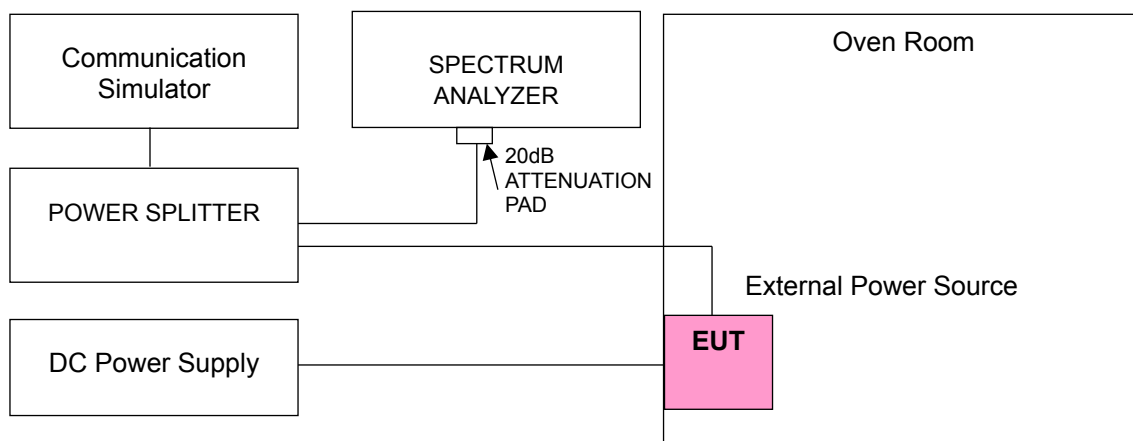 Communication
Simulator
SPECTRUM
ANALYZER
Oven Room
20dB
ATTENUATION
PAD
POWER SPLITTER
External Power Source
EUT
DC Power Supply